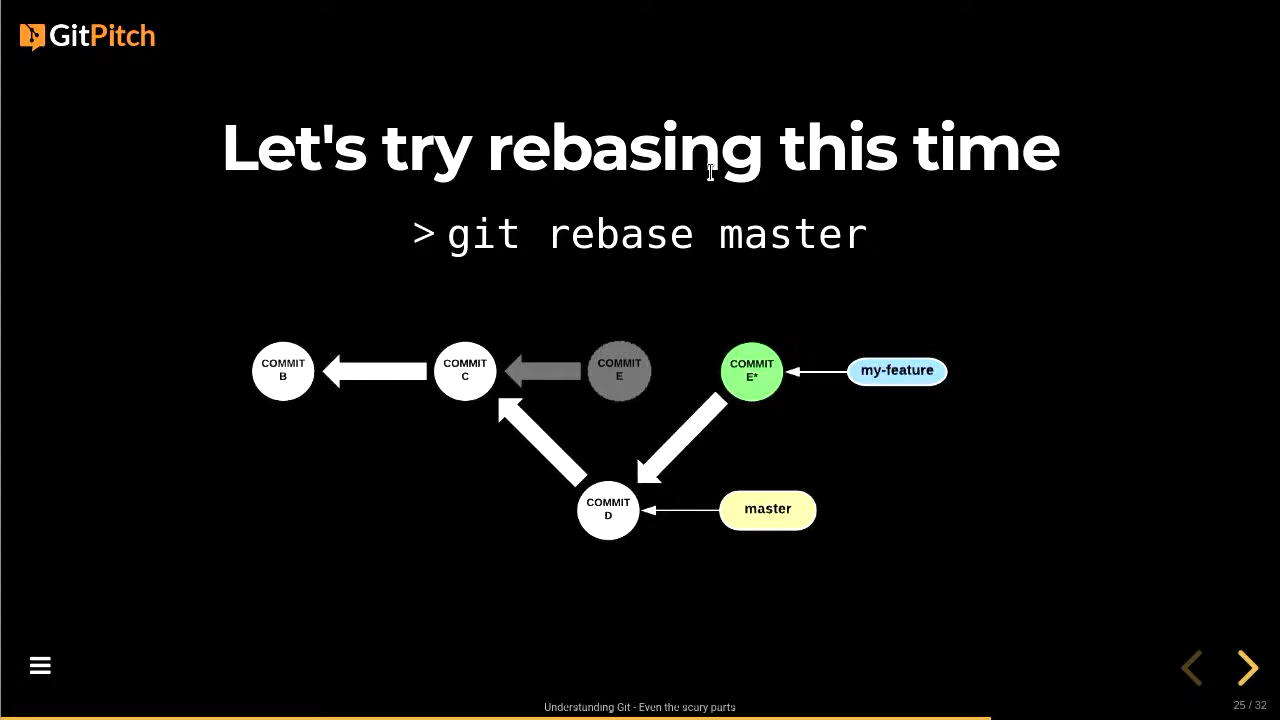 GitPitch
Let's try rebasing this time
> git rebase master
COMMIT
B
COMMIT
C
COMMIT
E
COMMIT
E*
my-feature
COMMIT
D
master
Understanding Git - Even the scary parts
25 / 32